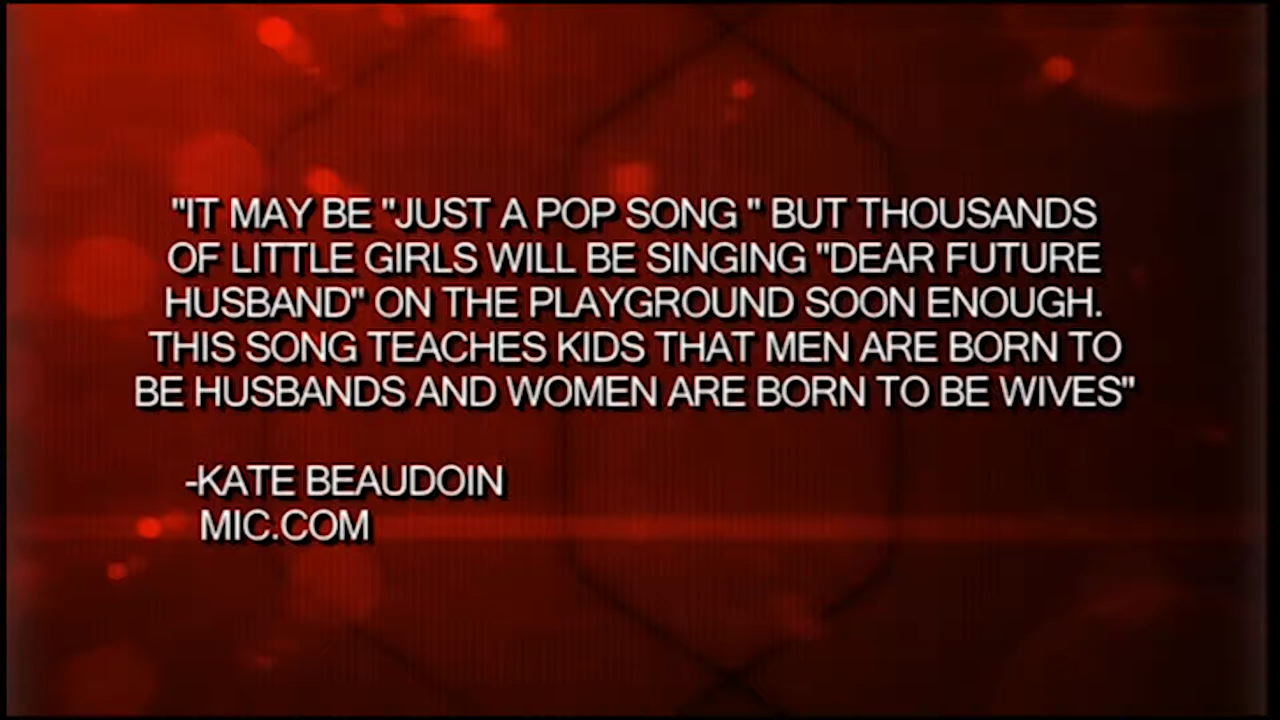 "IT MAY BE "JUST A POP SONG " BUT THOUSANDS
OF LITTLE GIRLS WILL BE SINGING "DEAR FUTURE
HUSBAND" ON THE PLAYGROUND SOON ENOUGH.
THIS SONG TEACHES KIDS THAT MEN ARE BORN TO
BE HUSBANDS AND WOMEN ARE BORN TO BE WIVES"
-KATE BEAUDOIN
MIC.COM